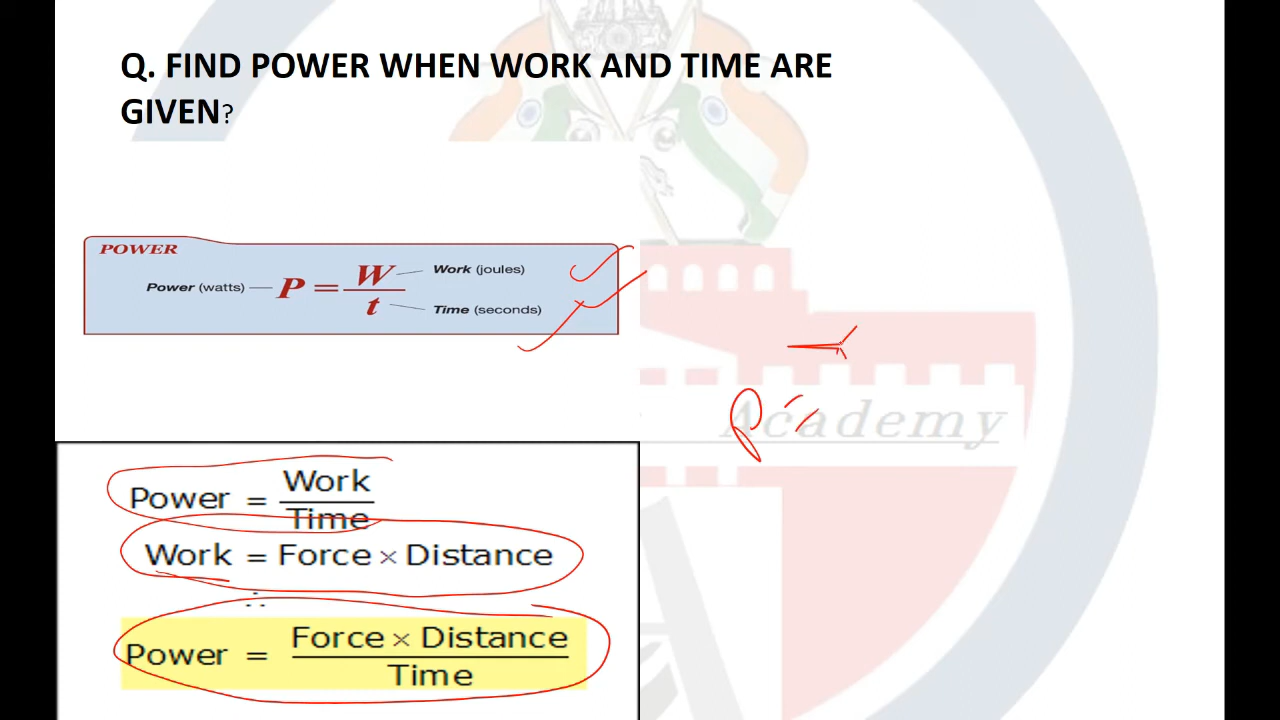 Q. FIND POWER WHEN WORK AND TIME ARE
GIVEN?
POWER
Power (watts) — P = W/t
Work (joules)
Time (seconds)
P =
Academy
Power = Work/Time
Work = Force × Distance
∴
Power = Force × Distance/Time